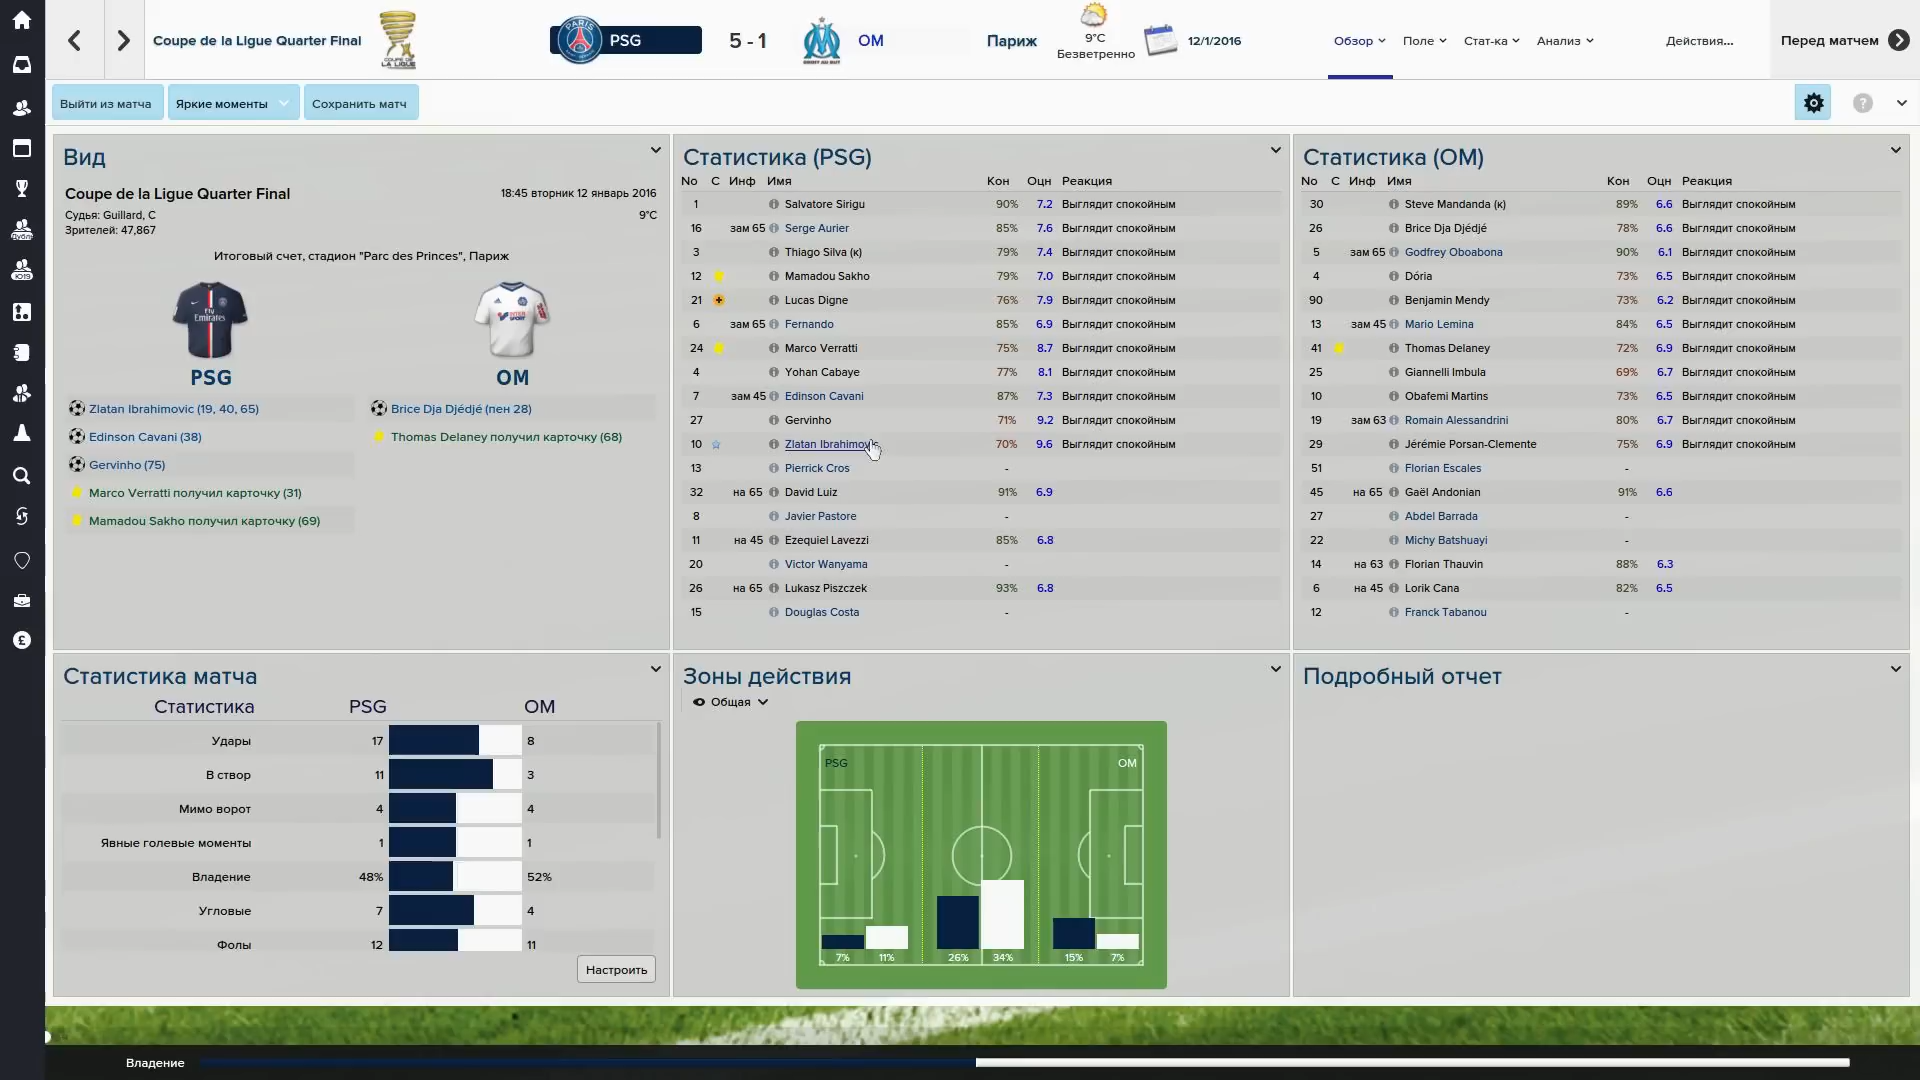 Coupe de la Ligue Quarter Final
PSG 5 - 1 OM
Париж
9°C
Безветренно
12/1/2016
Обзор Поле Стат-ка Анализ Действия... Перед матчем
Выйти из матча Яркие моменты Сохранить матч
Вид
Coupe de la Ligue Quarter Final 18:45 вторник 12 январь 2016
Судья: Guillard, C 9°C
Зрителей: 47,867
Итоговый счет, стадион "Parc des Princes", Париж
Fly Emirates
INTER SPORT
PSG OM
Zlatan Ibrahimovic (19, 40, 65) Brice Dja Djédjé (пен 28)
Edinson Cavani (38) Thomas Delaney получил карточку (68)
Gervinho (75)
Marco Verratti получил карточку (31)
Mamadou Sakho получил карточку (69)
Статистика (PSG)
No С Инф Имя Кон Оцн Реакция
1 Salvatore Sirigu 90% 7.2 Выглядит спокойным
16 зам 65 Serge Aurier 85% 7.6 Выглядит спокойным
3 Thiago Silva (к) 79% 7.4 Выглядит спокойным
12 Mamadou Sakho 79% 7.0 Выглядит спокойным
21 Lucas Digne 76% 7.9 Выглядит спокойным
6 зам 65 Fernando 85% 6.9 Выглядит спокойным
24 Marco Verratti 75% 8.7 Выглядит спокойным
4 Yohan Cabaye 77% 8.1 Выглядит спокойным
7 зам 45 Edinson Cavani 87% 7.3 Выглядит спокойным
27 Gervinho 71% 9.2 Выглядит спокойным
10 Zlatan Ibrahimovic 70% 9.6 Выглядит спокойным
13 Pierrick Cros -
32 на 65 David Luiz 91% 6.9
8 Javier Pastore -
11 на 45 Ezequiel Lavezzi 85% 6.8
20 Victor Wanyama -
26 на 65 Lukasz Piszczek 93% 6.8
15 Douglas Costa -
Статистика (OM)
No С Инф Имя Кон Оцн Реакция
30 Steve Mandanda (к) 89% 6.6 Выглядит спокойным
26 Brice Dja Djédjé 78% 6.6 Выглядит спокойным
5 зам 65 Godfrey Oboabona 90% 6.1 Выглядит спокойным
4 Dória 73% 6.5 Выглядит спокойным
90 Benjamin Mendy 73% 6.2 Выглядит спокойным
13 зам 45 Mario Lemina 84% 6.5 Выглядит спокойным
41 Thomas Delaney 72% 6.9 Выглядит спокойным
25 Giannelli Imbula 69% 6.7 Выглядит спокойным
10 Obafemi Martins 73% 6.5 Выглядит спокойным
19 зам 63 Romain Alessandrini 80% 6.7 Выглядит спокойным
29 Jérémie Porsan-Clemente 75% 6.9 Выглядит спокойным
51 Florian Escales -
45 на 65 Gaël Andonian 91% 6.6
27 Abdel Barrada -
22 Michy Batshuayi -
14 на 63 Florian Thauvin 88% 6.3
6 на 45 Lorik Cana 82% 6.5
12 Franck Tabanou -
Статистика матча
Статистика PSG OM
Удары 17 8
В створ 11 3
Мимо ворот 4 4
Явные голевые моменты 1 1
Владение 48% 52%
Угловые 7 4
Фолы 12 11
Настроить
Зоны действия
Общая
PSG OM
7% 11% 26% 34% 15% 7%
Подробный отчет
Владение